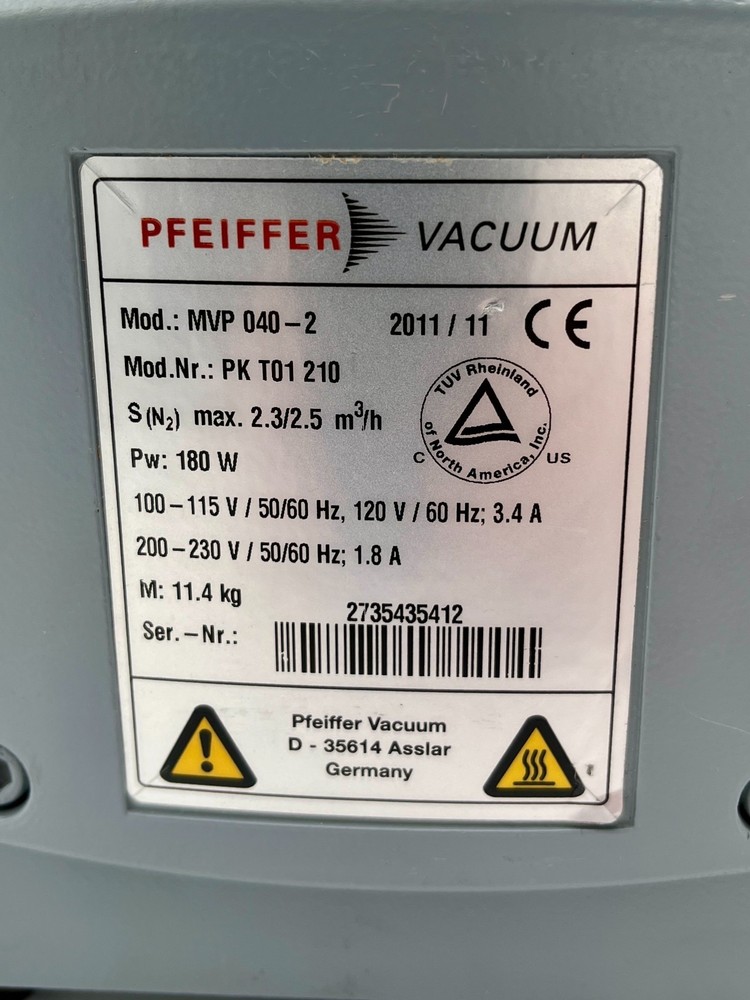 PFEIFFER VACUUM
Mod.: MVP 040-2 2011 / 11 CE
Mod.Nr.: PK T01 210
TUV Rheinland
of North America, Inc.
C US
S (N₂) max. 2.3/2.5 m³/h
Pw: 180 W
100-115 V / 50/60 Hz, 120 V / 60 Hz; 3.4 A
200-230 V / 50/60 Hz; 1.8 A
M: 11.4 kg
2735435412
Ser.-Nr.:
Pfeiffer Vacuum
D - 35614 Asslar
Germany